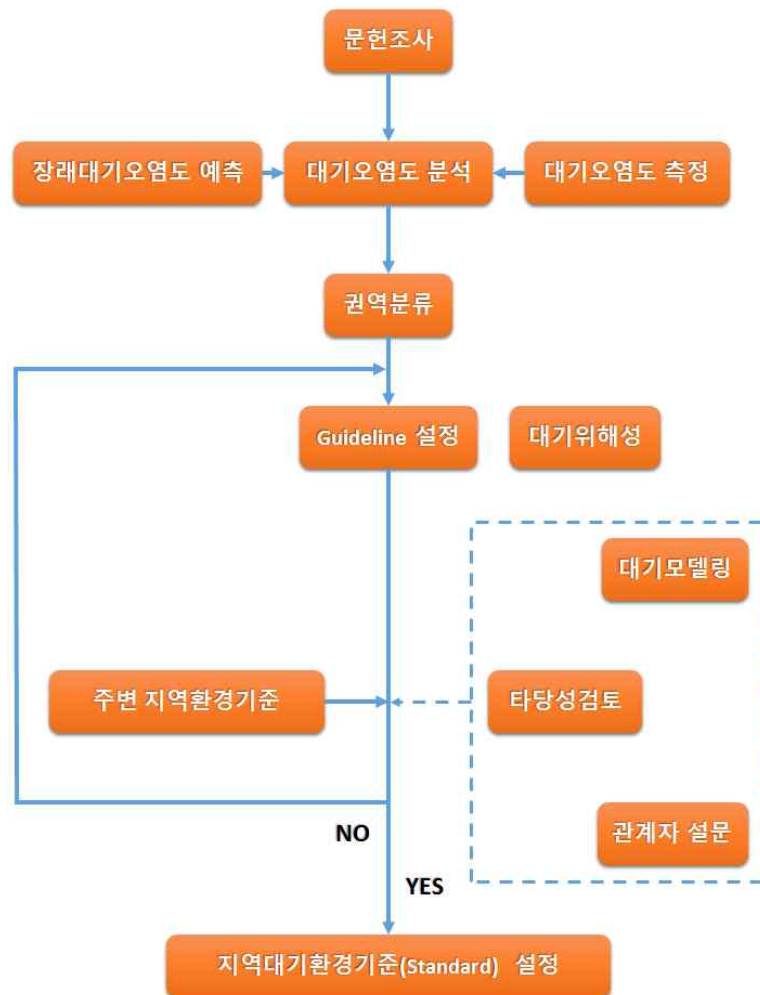 문헌조사
장래대기오염도 예측
대기오염도 분석
대기오염도 측정
권역분류
Guideline 설정
대기위해성
대기모델링
주변 지역환경기준
타당성검토
관계자 설문
NO
YES
지역대기환경기준(Standard) 설정